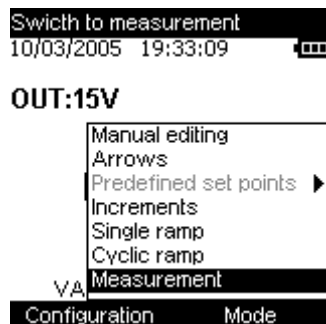 Swicth to measurement
10/03/2005 19:33:09
OUT:15V
Manual editing
Arrows
Predefined set points
Increments
Single ramp
Cyclic ramp
Measurement
VA
Configuration Mode